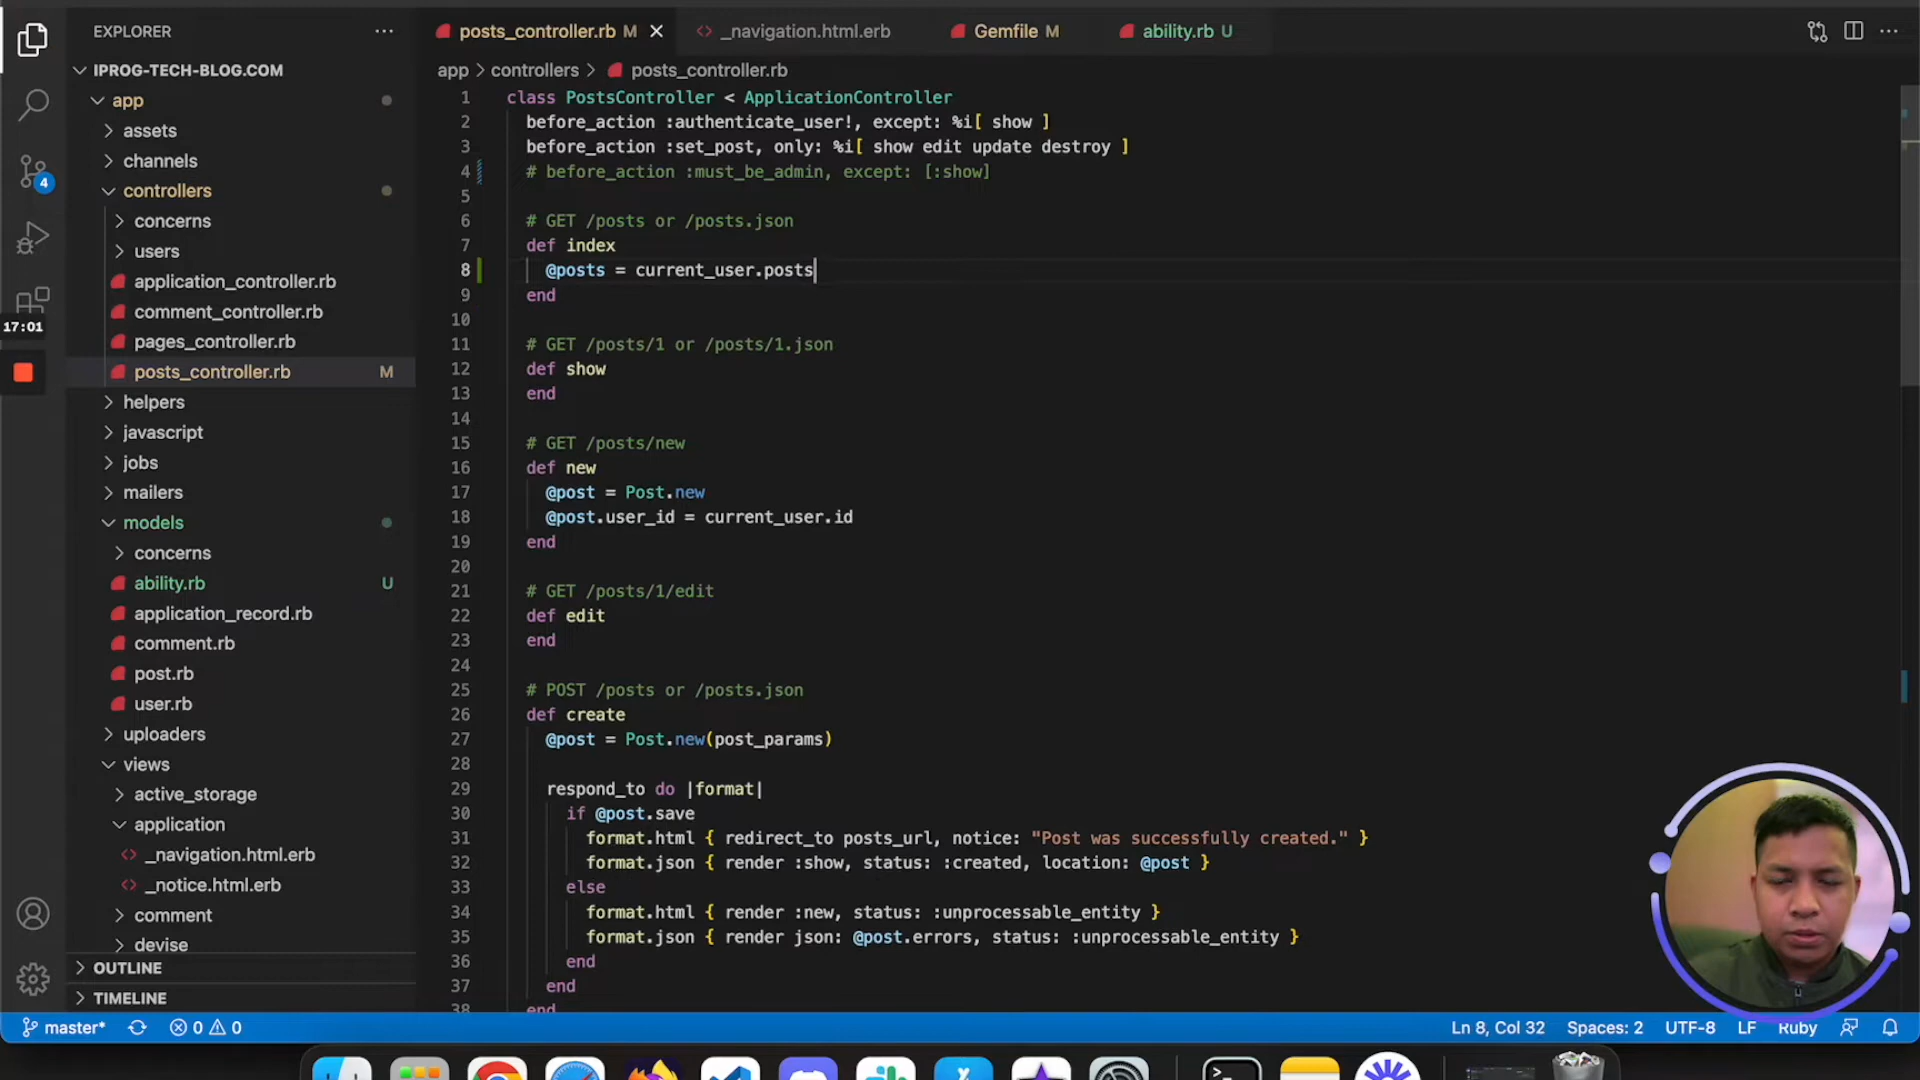 EXPLORER
posts_controller.rb M
_navigation.html.erb
Gemfile M
ability.rb U
IPROG-TECH-BLOG.COM
app
assets
channels
controllers
concerns
users
application_controller.rb
comment_controller.rb
pages_controller.rb
posts_controller.rb M
helpers
javascript
jobs
mailers
models
concerns
ability.rb U
application_record.rb
comment.rb
post.rb
user.rb
uploaders
views
active_storage
application
_navigation.html.erb
_notice.html.erb
comment
devise
OUTLINE
TIMELINE
4
17:01
app > controllers > posts_controller.rb
1 class PostsController < ApplicationController
2 before_action :authenticate_user!, except: %i[ show ]
3 before_action :set_post, only: %i[ show edit update destroy ]
4 # before_action :must_be_admin, except: [:show]
5
6 # GET /posts or /posts.json
7 def index
8 @posts = current_user.posts
9 end
10
11 # GET /posts/1 or /posts/1.json
12 def show
13 end
14
15 # GET /posts/new
16 def new
17 @post = Post.new
18 @post.user_id = current_user.id
19 end
20
21 # GET /posts/1/edit
22 def edit
23 end
24
25 # POST /posts or /posts.json
26 def create
27 @post = Post.new(post_params)
28
29 respond_to do |format|
30 if @post.save
31 format.html { redirect_to posts_url, notice: "Post was successfully created." }
32 format.json { render :show, status: :created, location: @post }
33 else
34 format.html { render :new, status: :unprocessable_entity }
35 format.json { render json: @post.errors, status: :unprocessable_entity }
36 end
37 end
38 end
master* 0 0 Ln 8, Col 32 Spaces: 2 UTF-8 LF Ruby